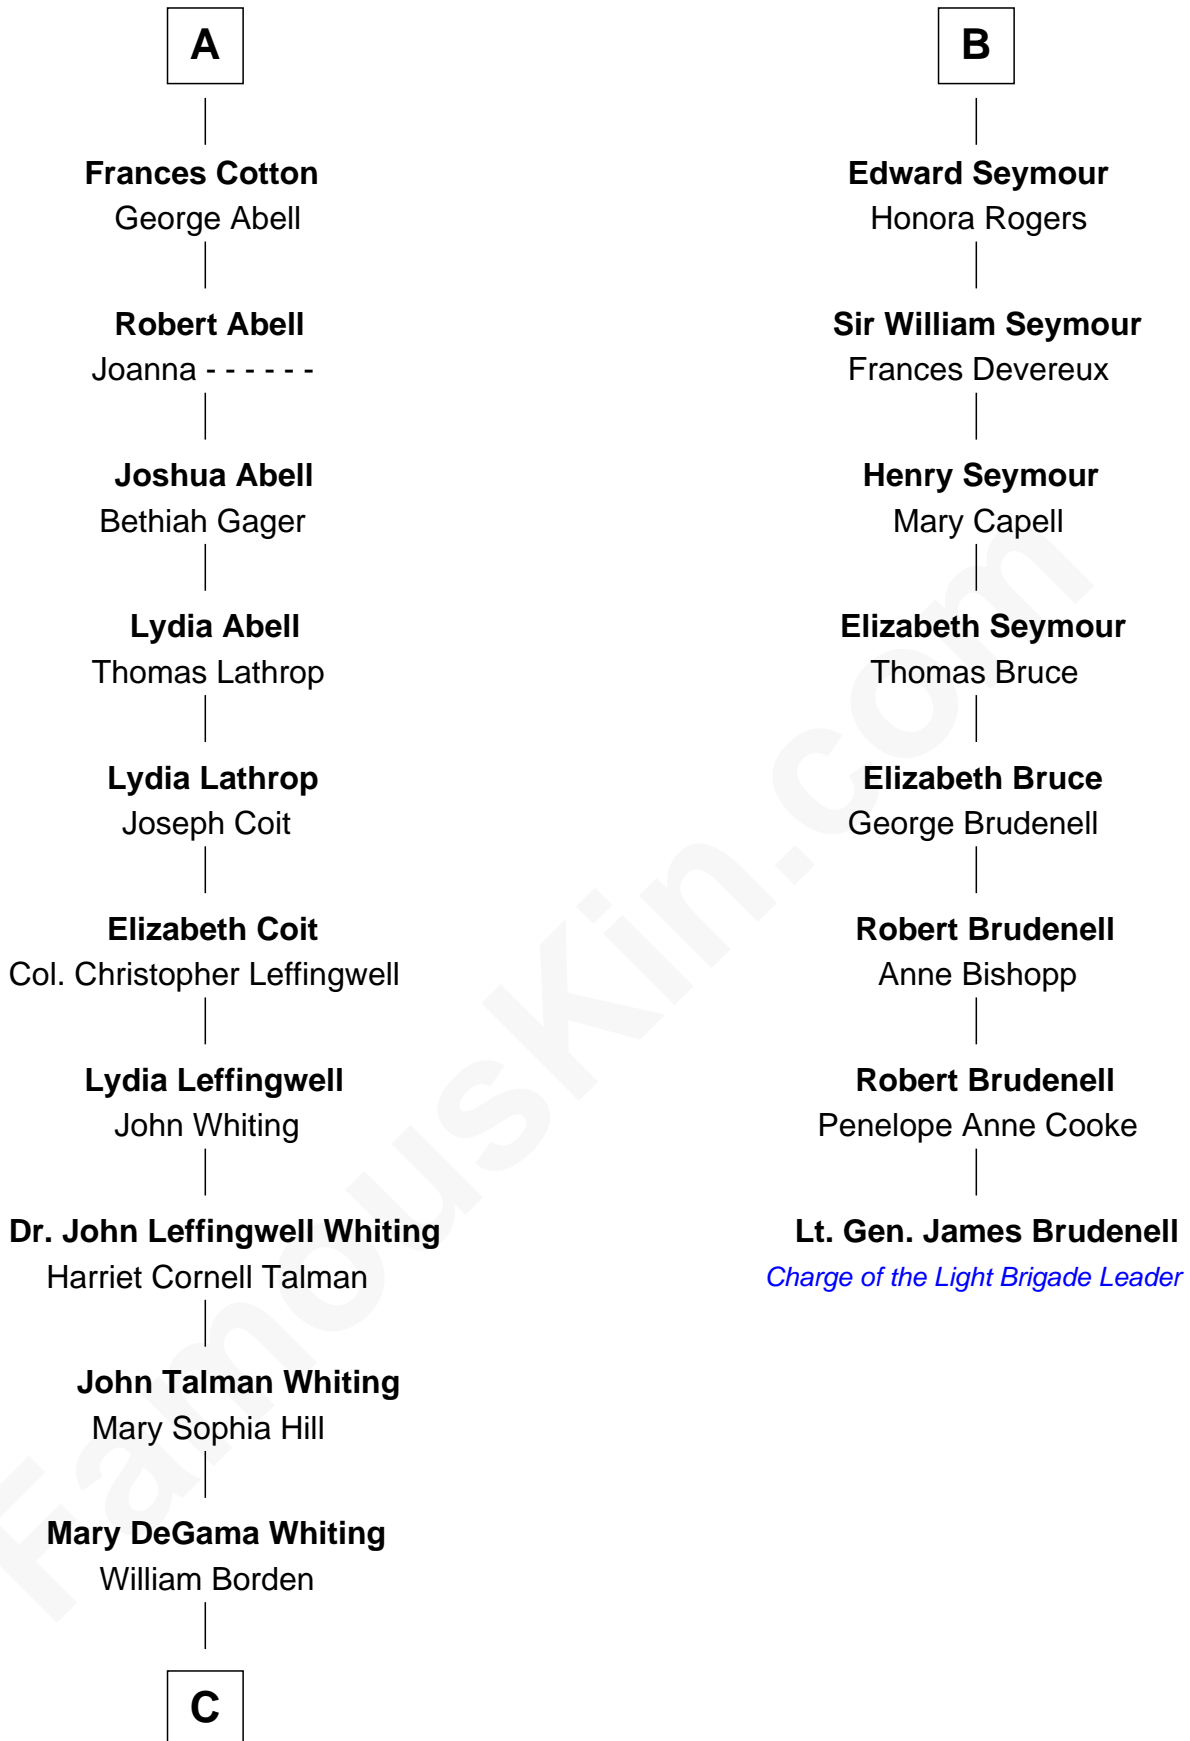 A
Frances Cotton
George Abell
Robert Abell
Joanna - - - - - -
Joshua Abell
Bethiah Gager
Lydia Abell
Thomas Lathrop
Lydia Lathrop
Joseph Coit
Elizabeth Coit
Col. Christopher Leffingwell
Lydia Leffingwell
John Whiting
Dr. John Leffingwell Whiting
Harriet Cornell Talman
John Talman Whiting
Mary Sophia Hill
Mary DeGama Whiting
William Borden
C
B
Edward Seymour
Honora Rogers
Sir William Seymour
Frances Devereux
Henry Seymour
Mary Capell
Elizabeth Seymour
Thomas Bruce
Elizabeth Bruce
George Brudenell
Robert Brudenell
Anne Bishopp
Robert Brudenell
Penelope Anne Cooke
Lt. Gen. James Brudenell
Charge of the Light Brigade Leader
FamousKin.com